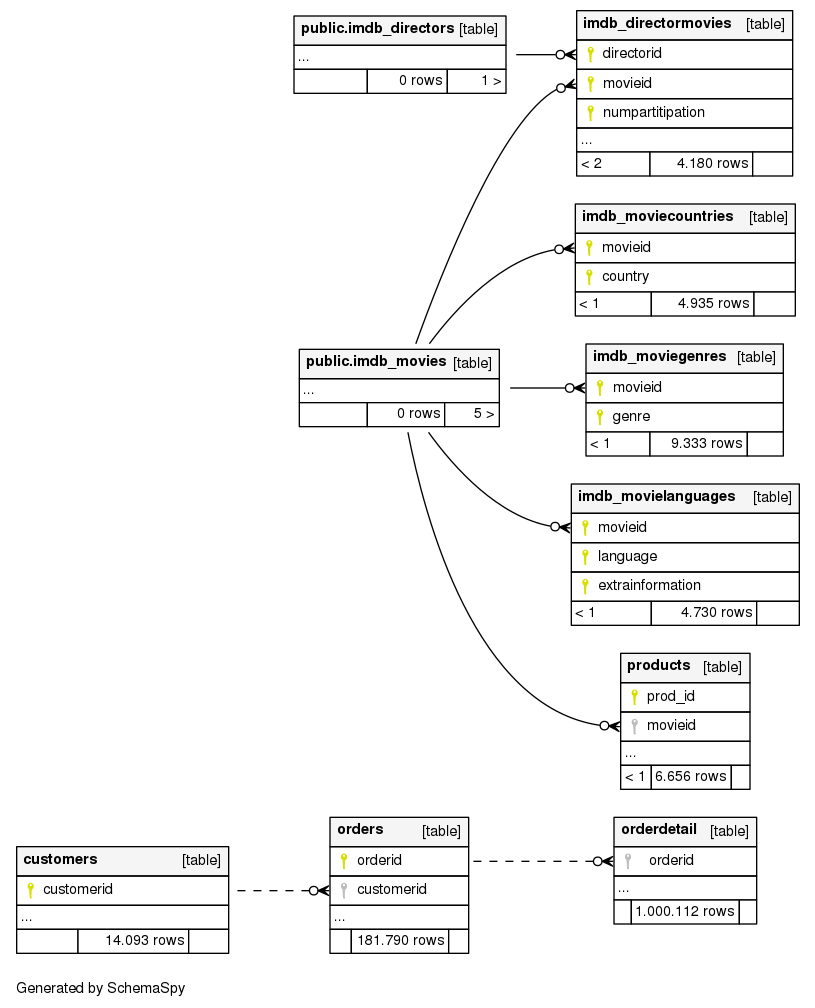 public.imdb_directors [table]
...
0 rows 1 >
imdb_directormovies [table]
directorid
movieid
numpartitipation
...
< 2 4.180 rows
imdb_moviecountries [table]
movieid
country
< 1 4.935 rows
public.imdb_movies [table]
...
0 rows 5 >
imdb_moviegenres [table]
movieid
genre
< 1 9.333 rows
imdb_movielanguages [table]
movieid
language
extrainformation
< 1 4.730 rows
products [table]
prod_id
movieid
...
< 1 6.656 rows
customers [table]
customerid
...
14.093 rows
orders [table]
orderid
customerid
...
181.790 rows
orderdetail [table]
orderid
...
1.000.112 rows
Generated by SchemaSpy